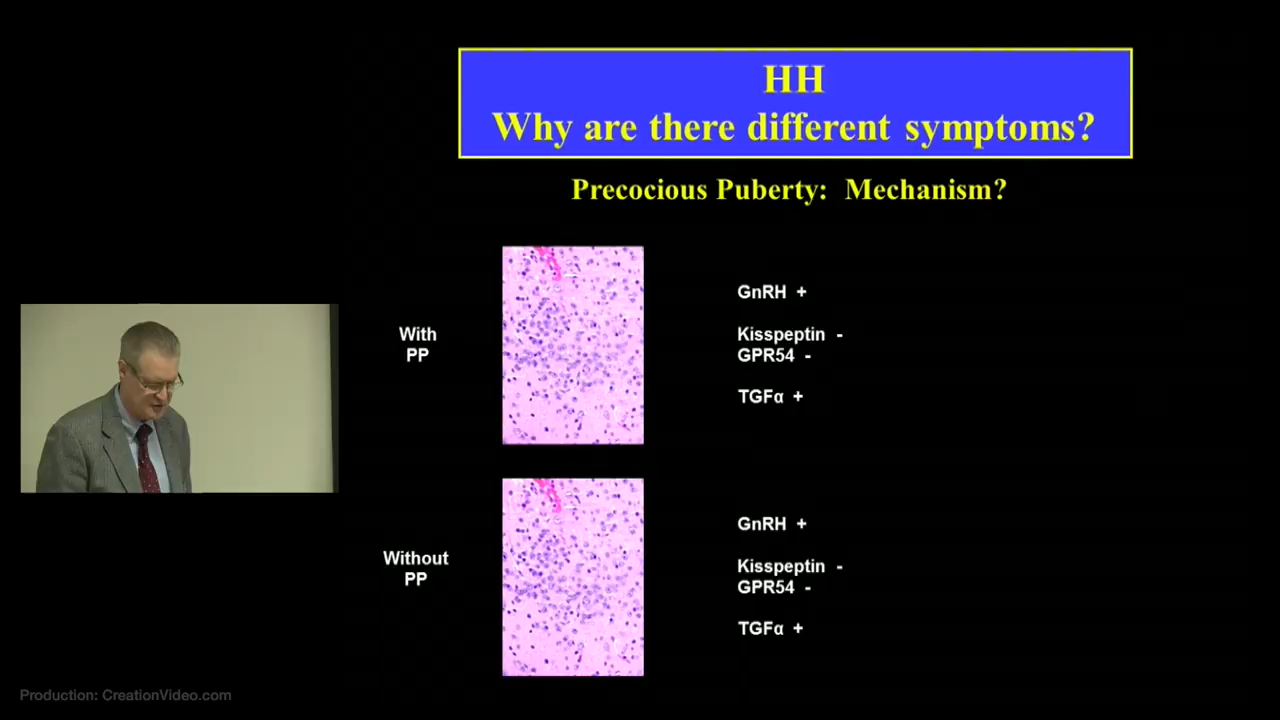 HH
Why are there different symptoms?
Precocious Puberty: Mechanism?
With
PP
GnRH +
Kisspeptin -
GPR54 -
TGFα +
Without
PP
GnRH +
Kisspeptin -
GPR54 -
TGFα +
Production: CreationVideo.com